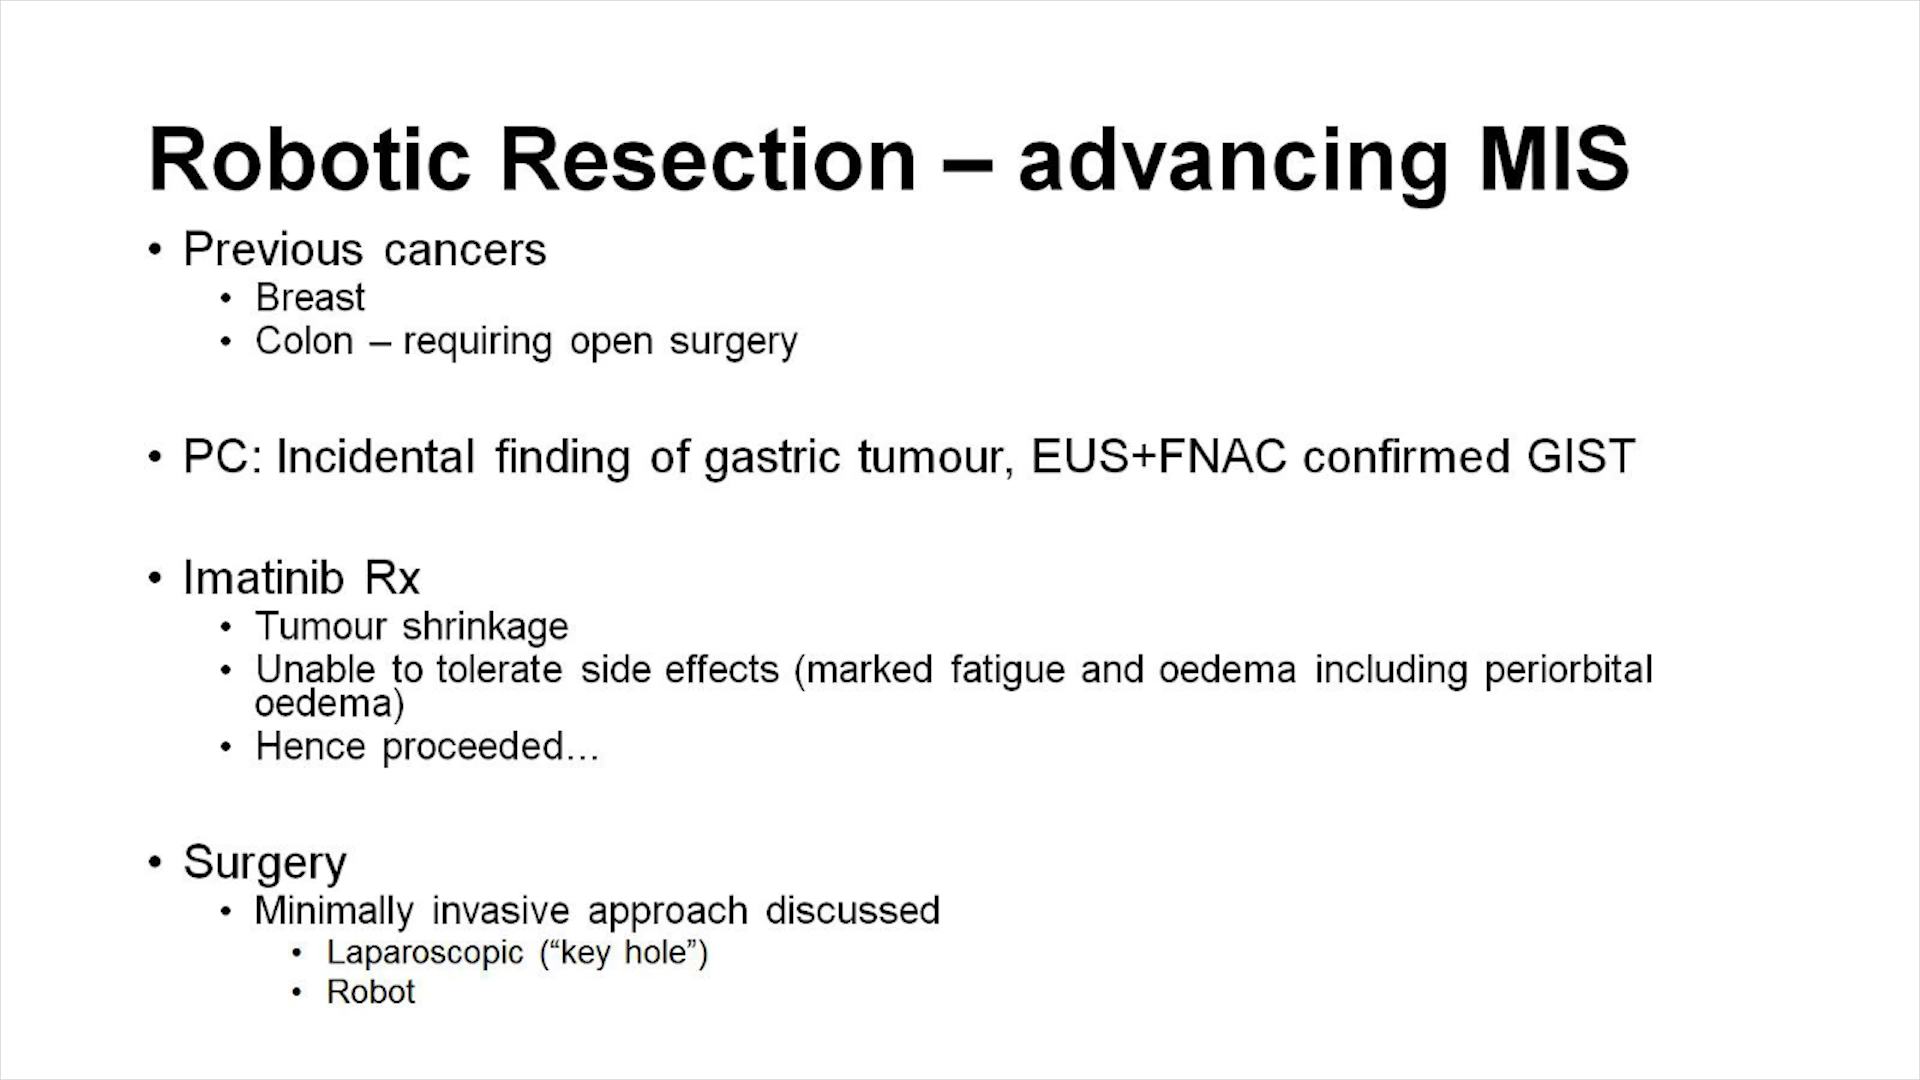 Robotic Resection – advancing MIS
• Previous cancers
• Breast
• Colon – requiring open surgery
• PC: Incidental finding of gastric tumour, EUS+FNAC confirmed GIST
• Imatinib Rx
• Tumour shrinkage
• Unable to tolerate side effects (marked fatigue and oedema including periorbital
oedema)
• Hence proceeded…
• Surgery
• Minimally invasive approach discussed
• Laparoscopic (“key hole”)
• Robot